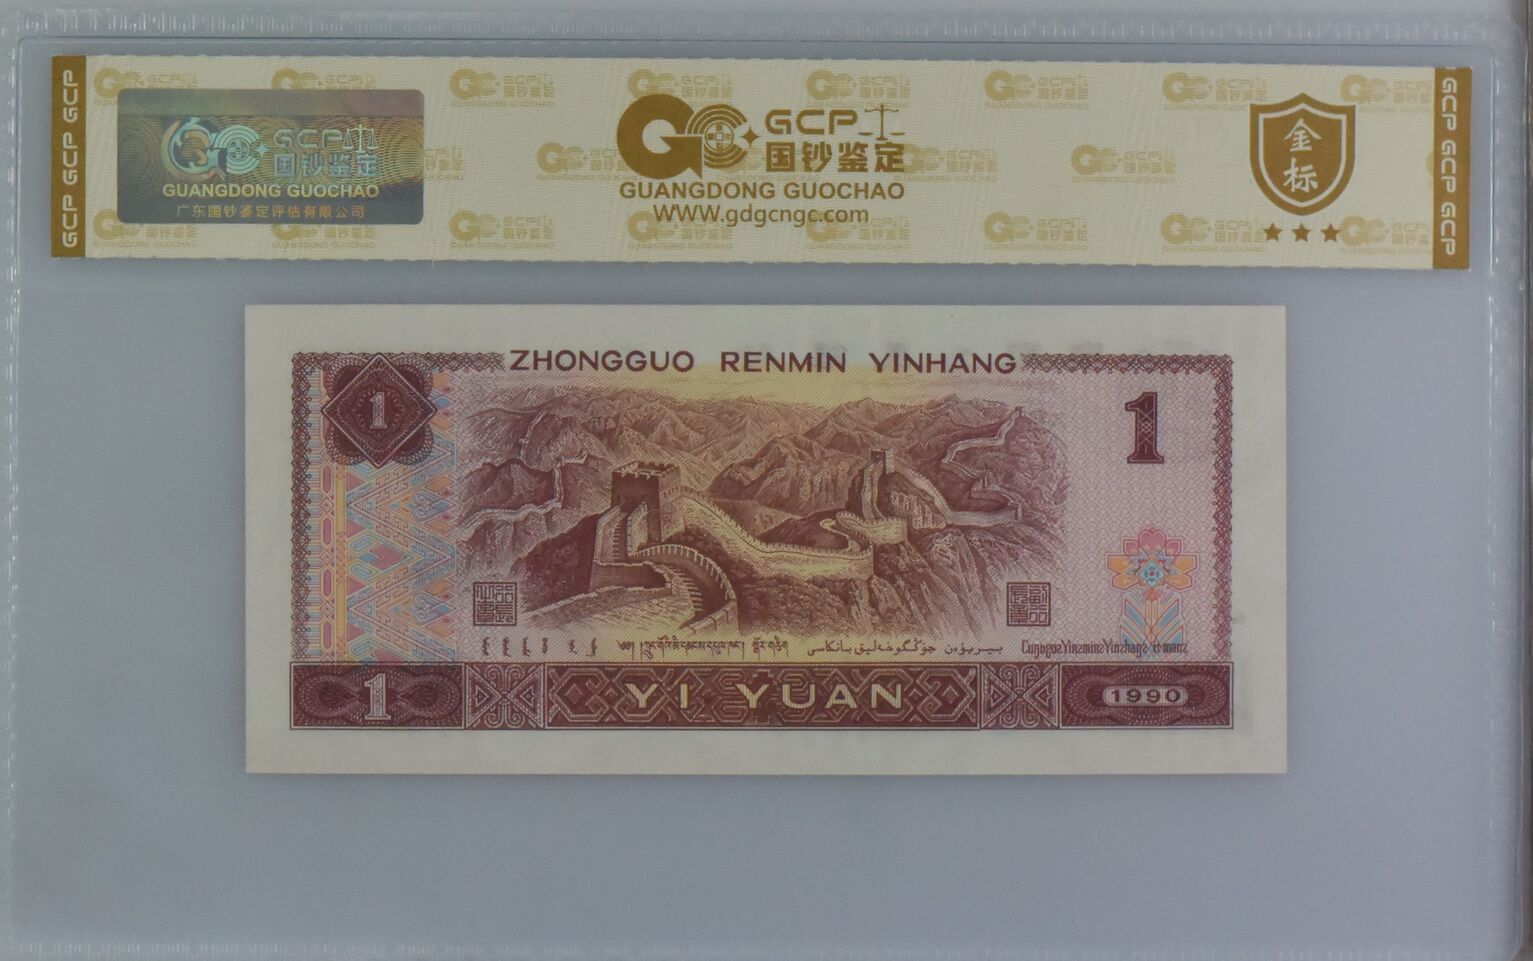 GCP GCP GCP
GCP 国钞鉴定
GUANGDONG GUOCHAO
广东国钞鉴定评估有限公司
GCP
国钞鉴定
GUANGDONG GUOCHAO
WWW.gdgcngc.com
金标
GCP GCP GCP
ZHONGGUO RENMIN YINHANG
1
1
1
YI YUAN
1990